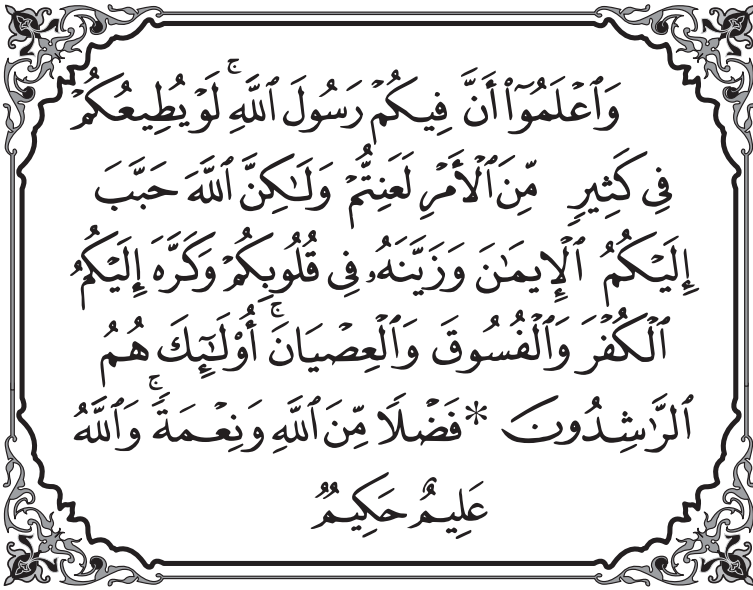 وَٱعْلَمُوٓا۟ أَنَّ فِيكُمْ رَسُولَ ٱللَّهِ ۚ لَوْ يُطِيعُكُمْ
فِى كَثِيرٍ مِّنَ ٱلْأَمْرِ لَعَنِتُّمْ وَلَـٰكِنَّ ٱللَّهَ حَبَّبَ
إِلَيْكُمُ ٱلْإِيمَـٰنَ وَزَيَّنَهُۥ فِى قُلُوبِكُمْ وَكَرَّهَ إِلَيْكُمُ
ٱلْكُفْرَ وَٱلْفُسُوقَ وَٱلْعِصْيَانَ ۚ أُو۟لَـٰٓئِكَ هُمُ
ٱلرَّٰشِدُونَ * فَضْلًا مِّنَ ٱللَّهِ وَنِعْمَةً ۚ وَٱللَّهُ
عَلِيمٌ حَكِيمٌ